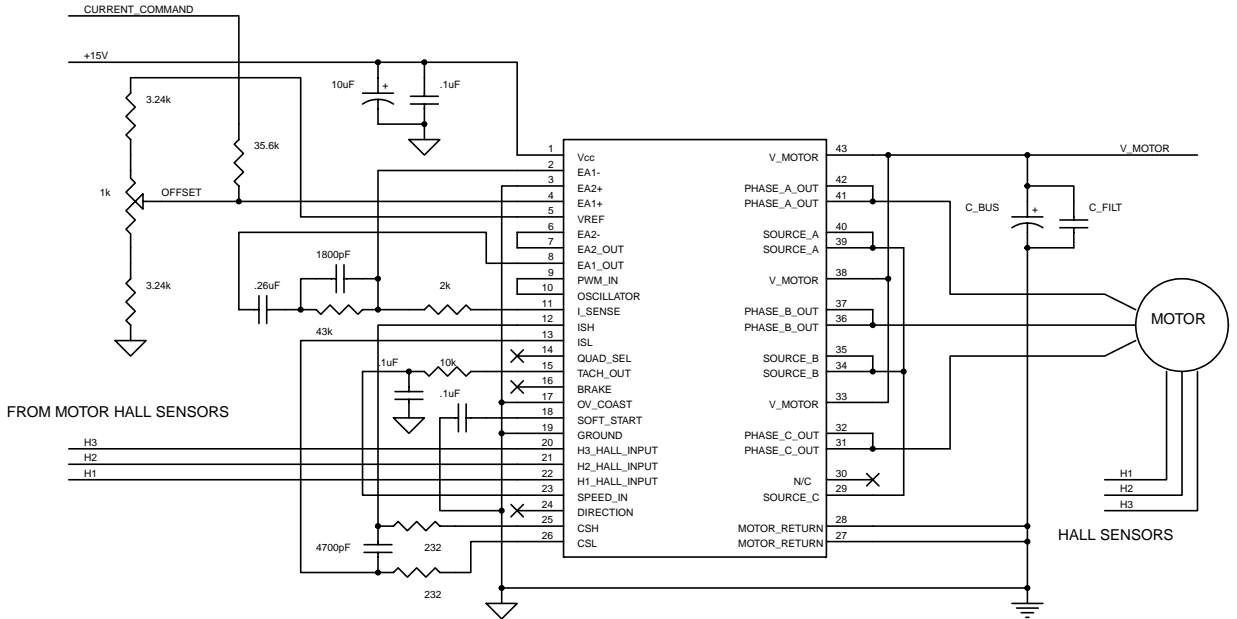 CURRENT_COMMAND
+15V
3.24k
35.6k
1k
OFFSET
3.24k
10uF
+
.1uF
1800pF
.26uF
43k
2k
.1uF
10k
.1uF
FROM MOTOR HALL SENSORS
H3
H2
H1
4700pF
232
232
1 Vcc
2 EA1-
3 EA2+
4 EA1+
5 VREF
6 EA2-
7 EA2_OUT
8 EA1_OUT
9 PWM_IN
10 OSCILLATOR
11 I_SENSE
12 ISH
13 ISL
14 QUAD_SEL
15 TACH_OUT
16 BRAKE
17 OV_COAST
18 SOFT_START
19 GROUND
20 H3_HALL_INPUT
21 H2_HALL_INPUT
22 H1_HALL_INPUT
23 SPEED_IN
24 DIRECTION
25 CSH
26 CSL
V_MOTOR 43
PHASE_A_OUT 42
PHASE_A_OUT 41
SOURCE_A 40
SOURCE_A 39
V_MOTOR 38
PHASE_B_OUT 37
PHASE_B_OUT 36
SOURCE_B 35
SOURCE_B 34
V_MOTOR 33
PHASE_C_OUT 32
PHASE_C_OUT 31
N/C 30
SOURCE_C 29
MOTOR_RETURN 28
MOTOR_RETURN 27
V_MOTOR
C_BUS
+
C_FILT
MOTOR
H1
H2
H3
HALL SENSORS